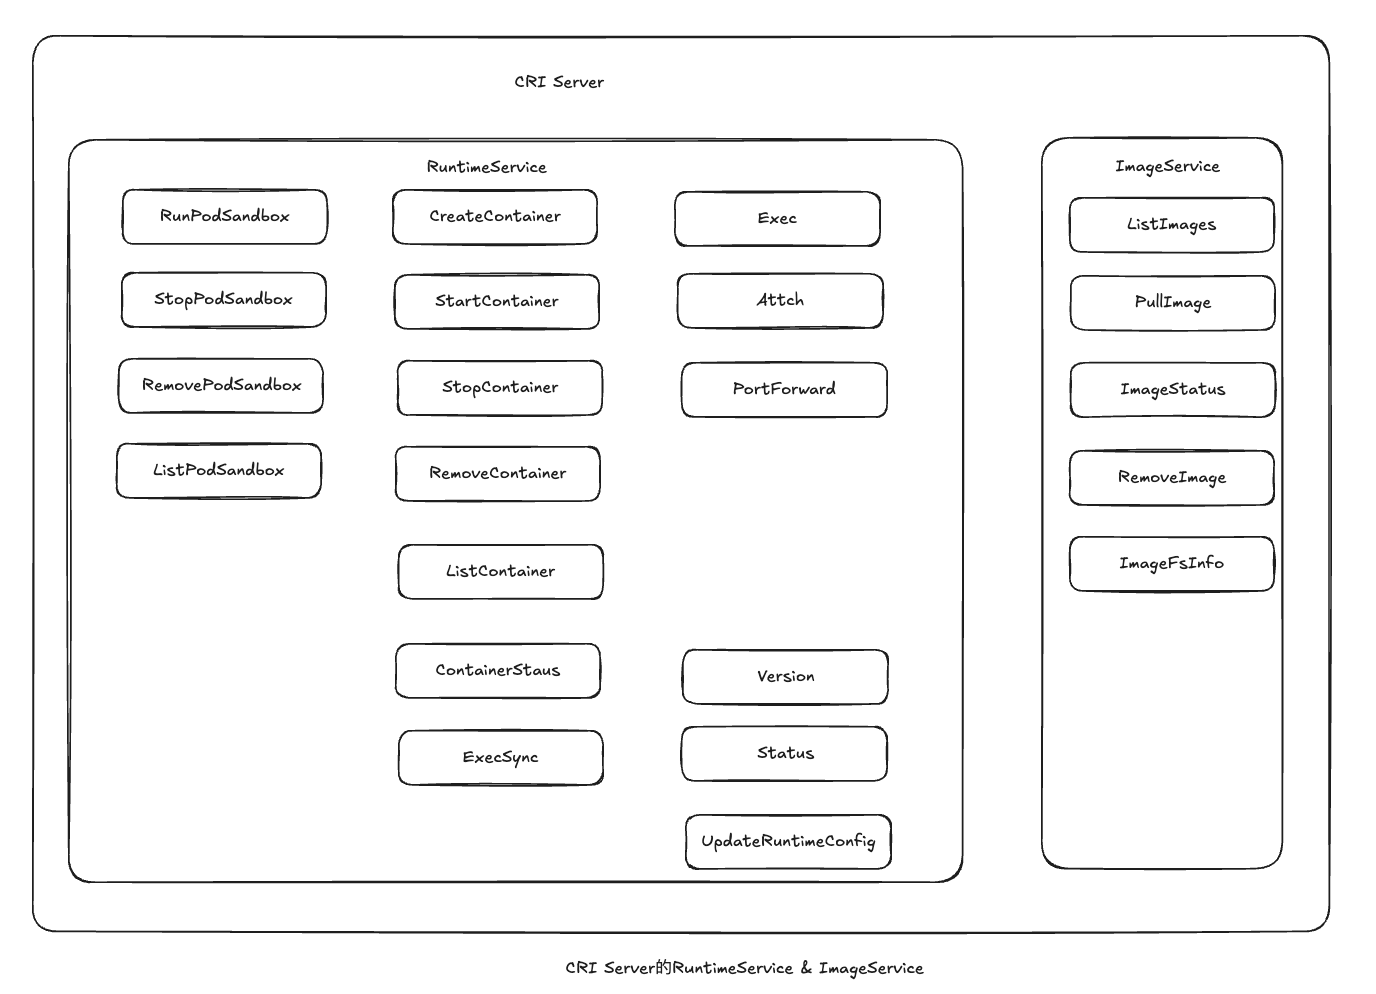 CRI Server
RuntimeService
RunPodSandbox
StopPodSandbox
RemovePodSandbox
ListPodSandbox
CreateContainer
StartContainer
StopContainer
RemoveContainer
ListContainer
ContainerStaus
ExecSync
Exec
Attch
PortForward
Version
Status
UpdateRuntimeConfig
ImageService
ListImages
PullImage
ImageStatus
RemoveImage
ImageFsInfo
CRI Server的RuntimeService & ImageService